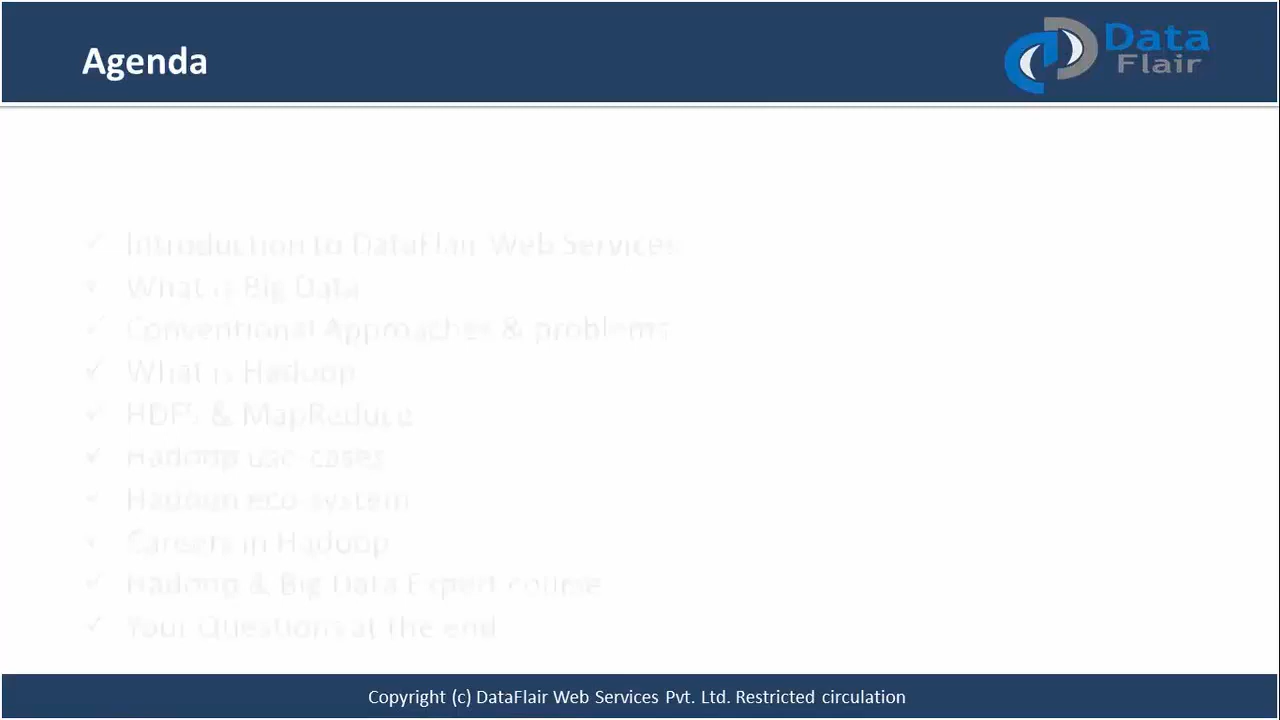 Agenda
Data
Flair
Introduction to DataFlair Web Services
What is Big Data
Conventional Approaches & problems
What is Hadoop
HDFS & MapReduce
Hadoop use cases
Hadoop eco system
Careers in Hadoop
Hadoop & Big Data Expert course
Your Questions at the end
Copyright (c) DataFlair Web Services Pvt. Ltd. Restricted circulation